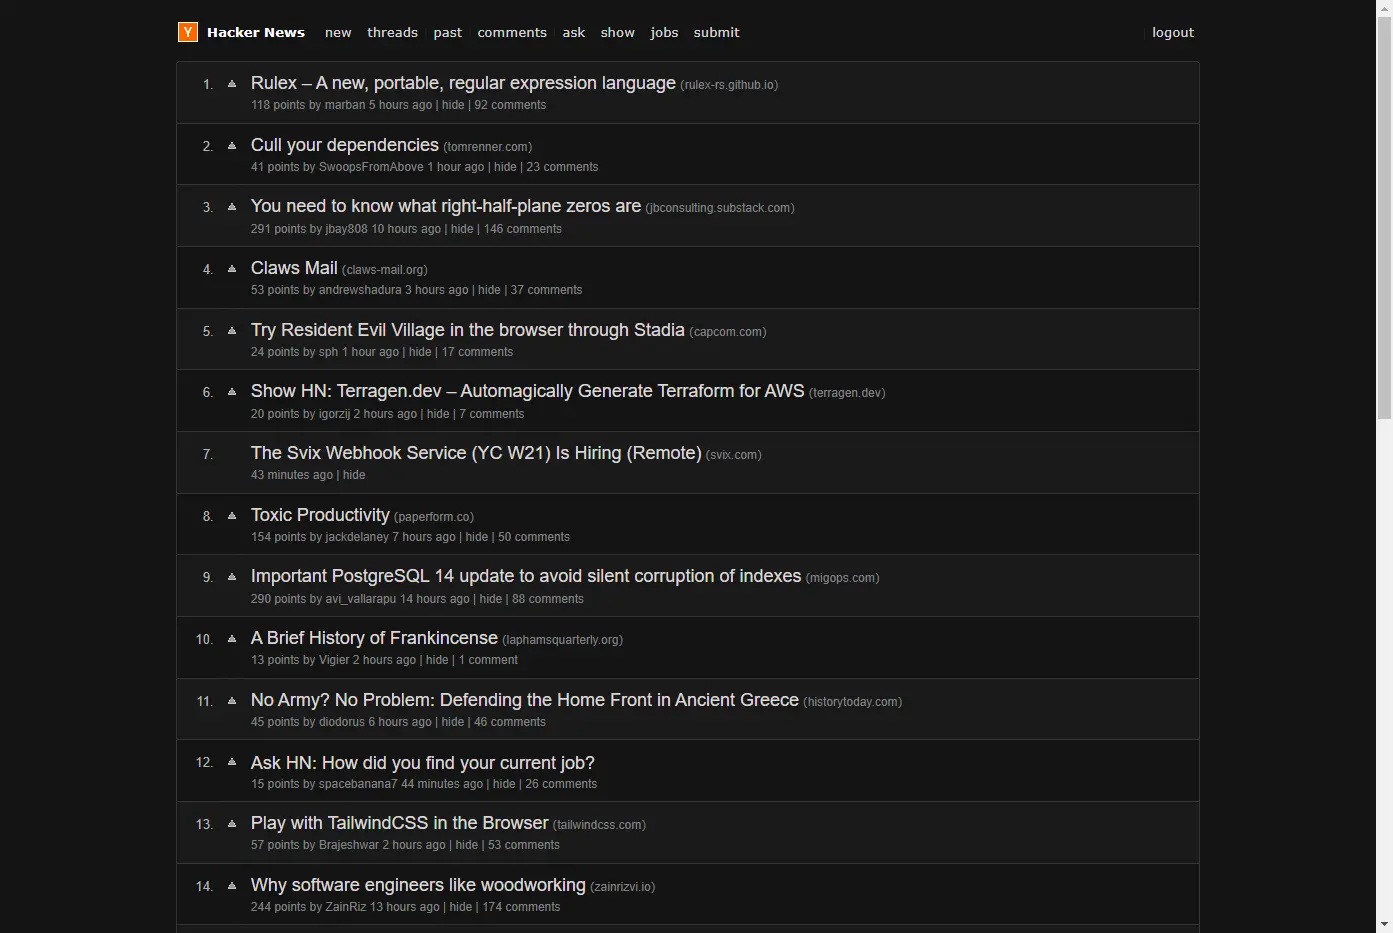 Y Hacker News new threads past comments ask show jobs submit logout
1. Rulex – A new, portable, regular expression language (rulex-rs.github.io)
118 points by marban 5 hours ago | hide | 92 comments
2. Cull your dependencies (tomrenner.com)
41 points by SwoopsFromAbove 1 hour ago | hide | 23 comments
3. You need to know what right-half-plane zeros are (jbconsulting.substack.com)
291 points by jbay808 10 hours ago | hide | 146 comments
4. Claws Mail (claws-mail.org)
53 points by andrewshadura 3 hours ago | hide | 37 comments
5. Try Resident Evil Village in the browser through Stadia (capcom.com)
24 points by sph 1 hour ago | hide | 17 comments
6. Show HN: Terragen.dev – Automagically Generate Terraform for AWS (terragen.dev)
20 points by igorzij 2 hours ago | hide | 7 comments
7. The Svix Webhook Service (YC W21) Is Hiring (Remote) (svix.com)
43 minutes ago | hide
8. Toxic Productivity (paperform.co)
154 points by jackdelaney 7 hours ago | hide | 50 comments
9. Important PostgreSQL 14 update to avoid silent corruption of indexes (migops.com)
290 points by avi_vallarapu 14 hours ago | hide | 88 comments
10. A Brief History of Frankincense (laphamsquarterly.org)
13 points by Vigier 2 hours ago | hide | 1 comment
11. No Army? No Problem: Defending the Home Front in Ancient Greece (historytoday.com)
45 points by diodorus 6 hours ago | hide | 46 comments
12. Ask HN: How did you find your current job?
15 points by spacebanana7 44 minutes ago | hide | 26 comments
13. Play with TailwindCSS in the Browser (tailwindcss.com)
57 points by Brajeshwar 2 hours ago | hide | 53 comments
14. Why software engineers like woodworking (zainrizvi.io)
244 points by ZainRiz 13 hours ago | hide | 174 comments